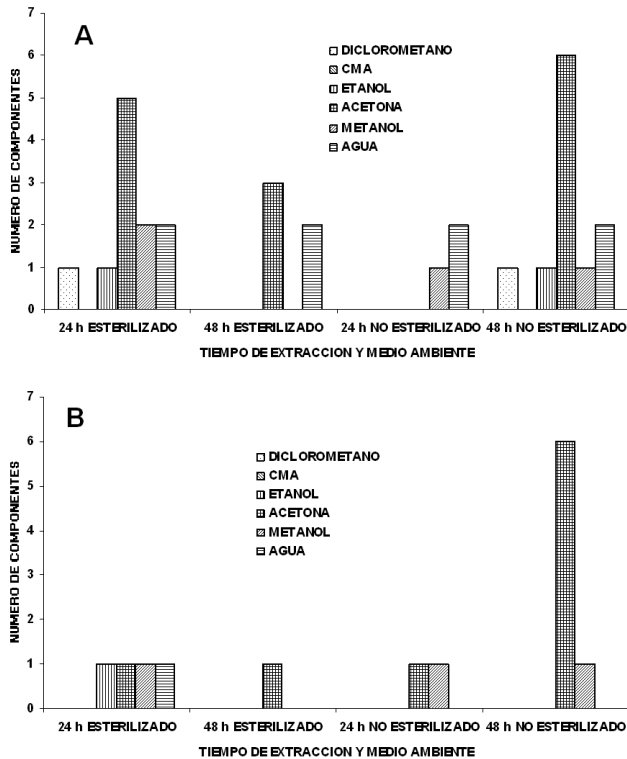 A
7
6
5
4
3
2
1
0
NUMERO DE COMPONENTES
DICLOROMETANO
CMA
ETANOL
ACETONA
METANOL
AGUA
24 h ESTERILIZADO 48 h ESTERILIZADO 24 h NO ESTERILIZADO 48 h NO ESTERILIZADO
TIEMPO DE EXTRACCION Y MEDIO AMBIENTE
B
7
6
5
4
3
2
1
0
NUMERO DE COMPONENTES
DICLOROMETANO
CMA
ETANOL
ACETONA
METANOL
AGUA
24 h ESTERILIZADO 48 h ESTERILIZADO 24 h NO ESTERILIZADO 48 h NO ESTERILIZADO
TIEMPO DE EXTRACCION Y MEDIO AMBIENTE